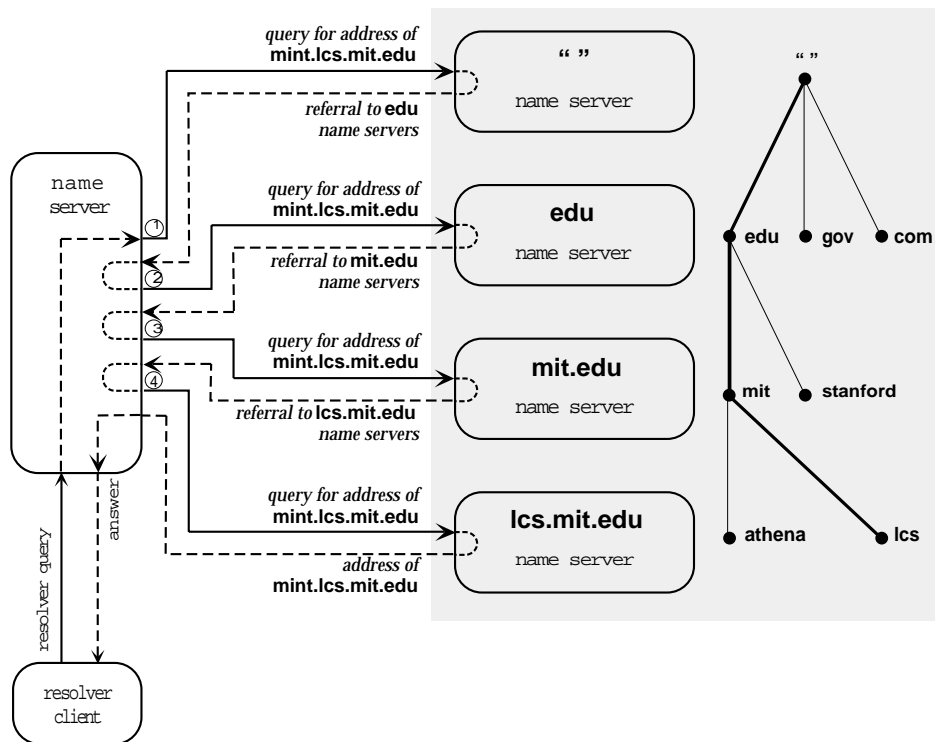 query for address of
mint.lcs.mit.edu
“ ”
name server
referral to edu
name servers
“ ”
name
server
1
query for address of
mint.lcs.mit.edu
edu
name server
referral to mit.edu
name servers
edu
gov
com
2
3
query for address of
mint.lcs.mit.edu
mit.edu
name server
referral to lcs.mit.edu
name servers
4
mit
stanford
query for address of
mint.lcs.mit.edu
lcs.mit.edu
name server
address of
mint.lcs.mit.edu
athena
lcs
resolver query
answer
resolver
client